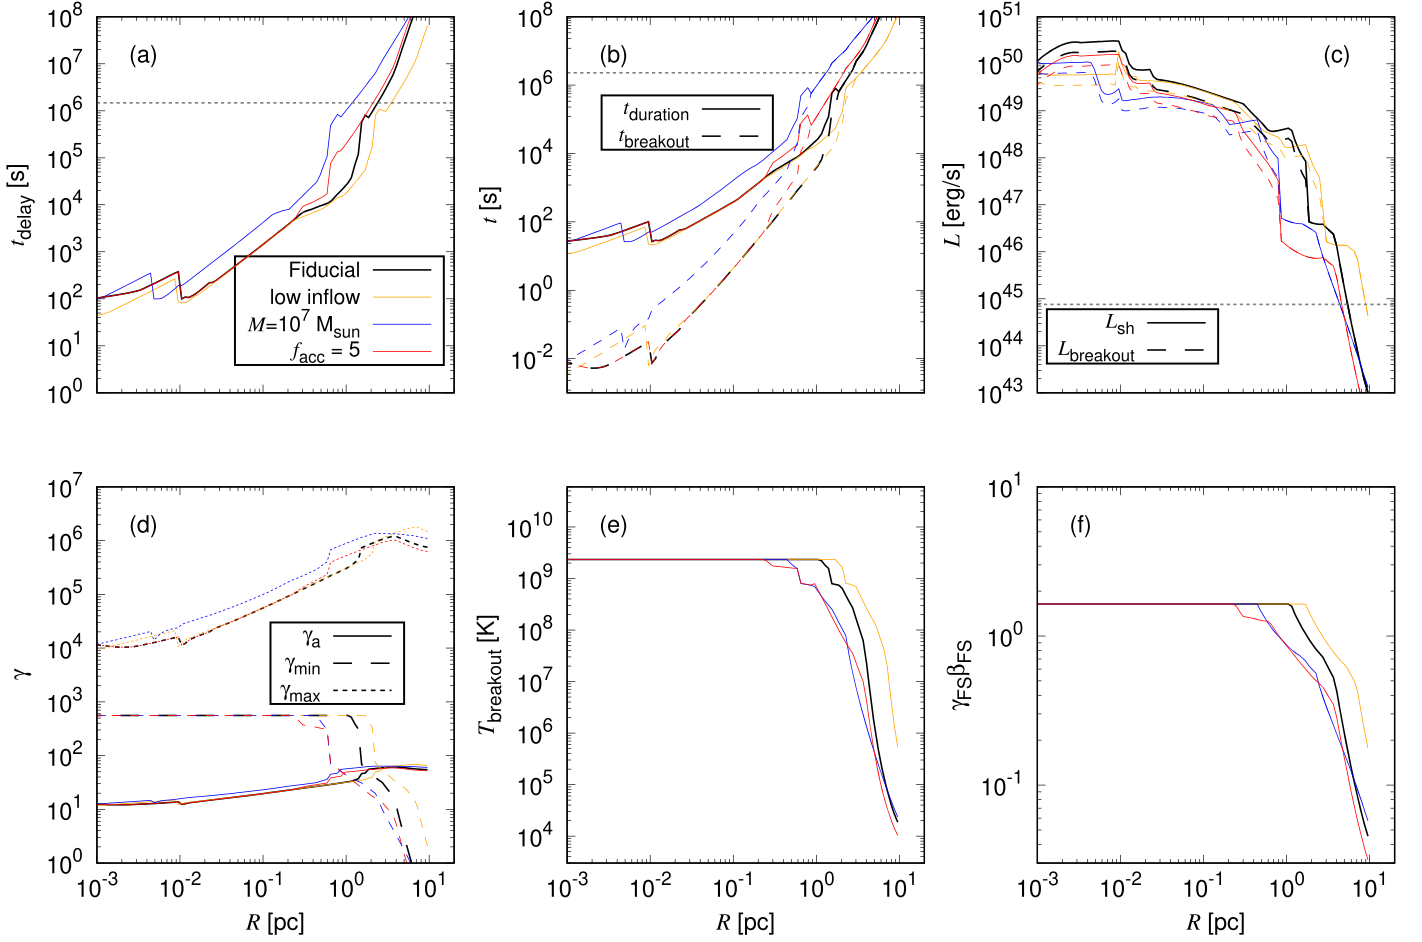 (a)
t_delay [s]
10^8
10^7
10^6
10^5
10^4
10^3
10^2
10^1
10^0
Fiducial
low inflow
M=10^7 M_sun
f_acc = 5
(b)
t [s]
10^8
10^6
10^4
10^2
10^0
10^-2
t_duration
t_breakout
(c)
L [erg/s]
10^51
10^50
10^49
10^48
10^47
10^46
10^45
10^44
10^43
L_sh
L_breakout
(d)
γ
10^7
10^6
10^5
10^4
10^3
10^2
10^1
10^0
γ_a
γ_min
γ_max
10^-3 10^-2 10^-1 10^0 10^1
R [pc]
(e)
T_breakout [K]
10^10
10^9
10^8
10^7
10^6
10^5
10^4
10^-3 10^-2 10^-1 10^0 10^1
R [pc]
(f)
γ_FSβ_FS
10^1
10^0
10^-1
10^-3 10^-2 10^-1 10^0 10^1
R [pc]